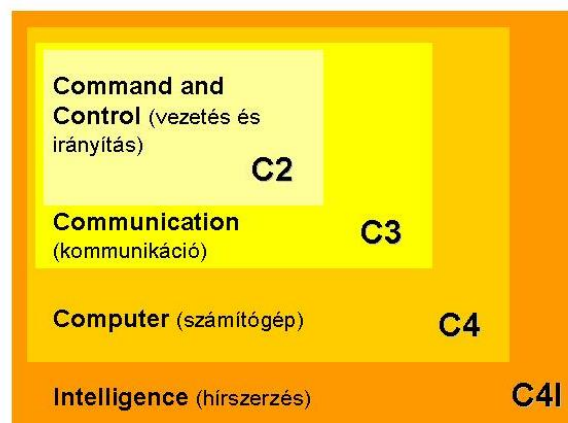 Command and
Control (vezetés és
irányítás)
C2
Communication
(kommunikáció)
C3
Computer (számítógép)
C4
Intelligence (hírszerzés)
C4I